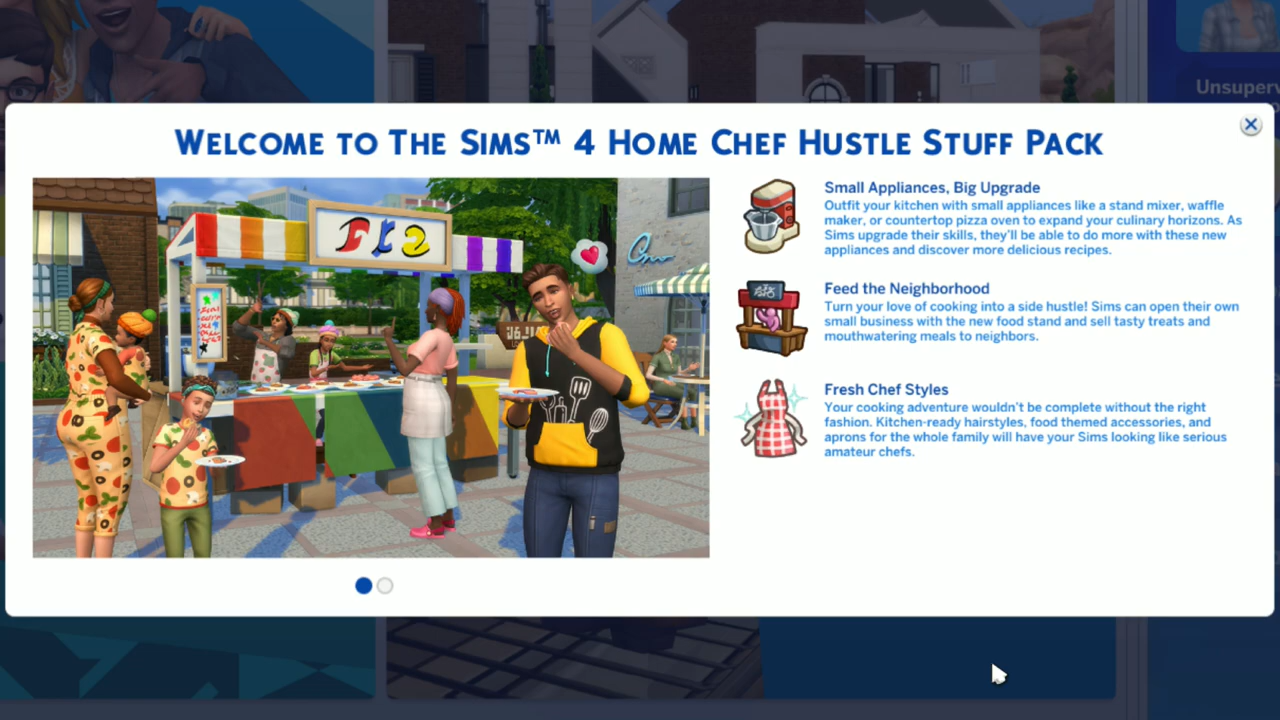 Unsuperv
WELCOME TO THE SIMS™ 4 HOME CHEF HUSTLE STUFF PACK
Small Appliances, Big Upgrade
Outfit your kitchen with small appliances like a stand mixer, waffle
maker, or countertop pizza oven to expand your culinary horizons. As
Sims upgrade their skills, they'll be able to do more with these new
appliances and discover more delicious recipes.
Feed the Neighborhood
Turn your love of cooking into a side hustle! Sims can open their own
small business with the new food stand and sell tasty treats and
mouthwatering meals to neighbors.
Fresh Chef Styles
Your cooking adventure wouldn't be complete without the right
fashion. Kitchen-ready hairstyles, food themed accessories, and
aprons for the whole family will have your Sims looking like serious
amateur chefs.